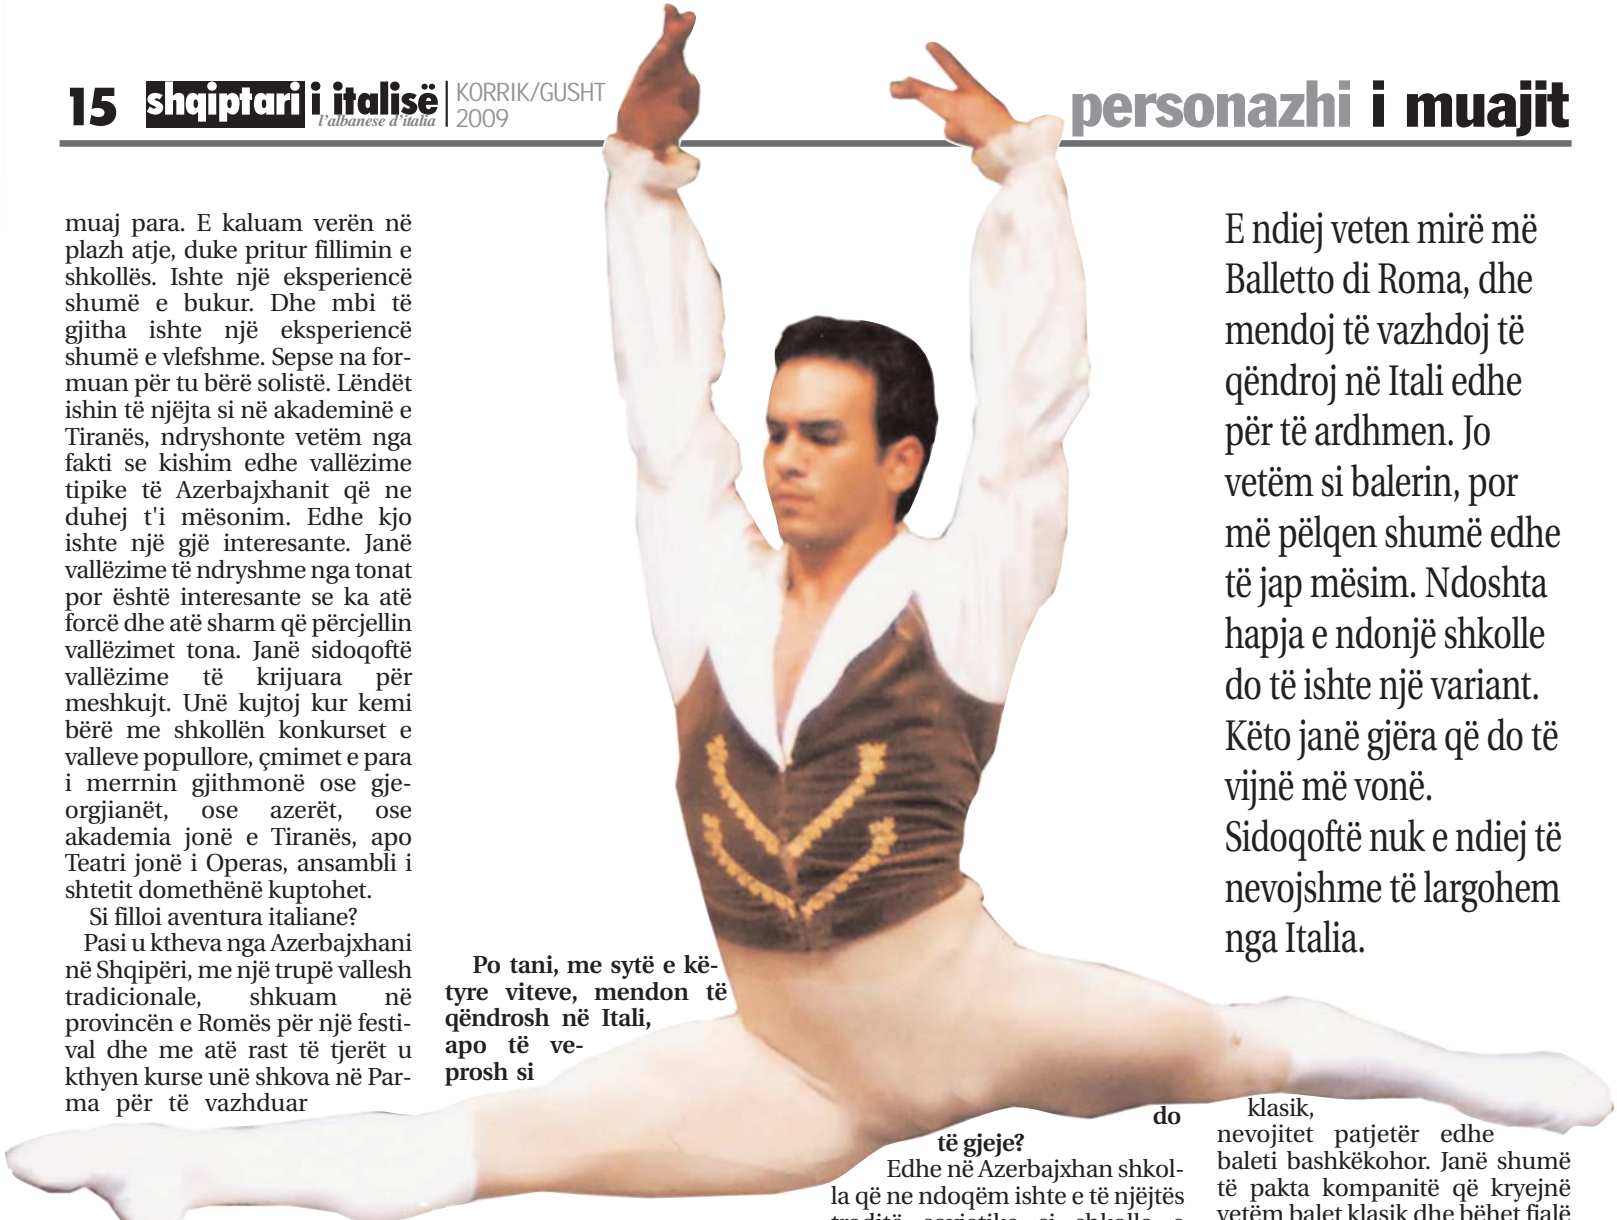 15 shqiptari i italisë
l'albanese d'italia
KORRIK/GUSHT
2009
personazhi i muajit
muaj para. E kaluam verën në
plazh atje, duke pritur fillimin e
shkollës. Ishte një eksperiencë
shumë e bukur. Dhe mbi të
gjitha ishte një eksperiencë
shumë e vlefshme. Sepse na for-
muan për tu bërë solistë. Lëndët
ishin të njëjta si në akademinë e
Tiranës, ndryshonte vetëm nga
fakti se kishim edhe vallëzime
tipike të Azerbajxhanit që ne
duhej t'i mësonim. Edhe kjo
ishte një gjë interesante. Janë
vallëzime të ndryshme nga tonat
por është interesante se ka atë
forcë dhe atë sharm që përcjellin
vallëzimet tona. Janë sidoqoftë
vallëzime të krijuara për
meshkujt. Unë kujtoj kur kemi
bërë me shkollën konkurset e
valleve popullore, çmimet e para
i merrnin gjithmonë ose gje-
orgjianët, ose azerët, ose
akademia jonë e Tiranës, apo
Teatri jonë i Operas, ansambli i
shtetit domethënë kuptohet.
Si filloi aventura italiane?
Pasi u ktheva nga Azerbajxhani
në Shqipëri, me një trupë vallesh
tradicionale, shkuam në
provincën e Romës për një festi-
val dhe me atë rast të tjerët u
kthyen kurse unë shkova në Par-
ma për të vazhduar
Po tani, me sytë e kë-
tyre viteve, mendon të
qëndrosh në Itali,
apo të ve-
prosh si
do
të gjeje?
Edhe në Azerbajxhan shkol-
la që ne ndoqëm ishte e të njëjtës
traditë sovjetike si shkolla e
E ndiej veten mirë më
Balletto di Roma, dhe
mendoj të vazhdoj të
qëndroj në Itali edhe
për të ardhmen. Jo
vetëm si balerin, por
më pëlqen shumë edhe
të jap mësim. Ndoshta
hapja e ndonjë shkolle
do të ishte një variant.
Këto janë gjëra që do të
vijnë më vonë.
Sidoqoftë nuk e ndiej të
nevojshme të largohem
nga Italia.
klasik,
nevojitet patjetër edhe
baleti bashkëkohor. Janë shumë
të pakta kompanitë që kryejnë
vetëm balet klasik dhe bëhet fjalë